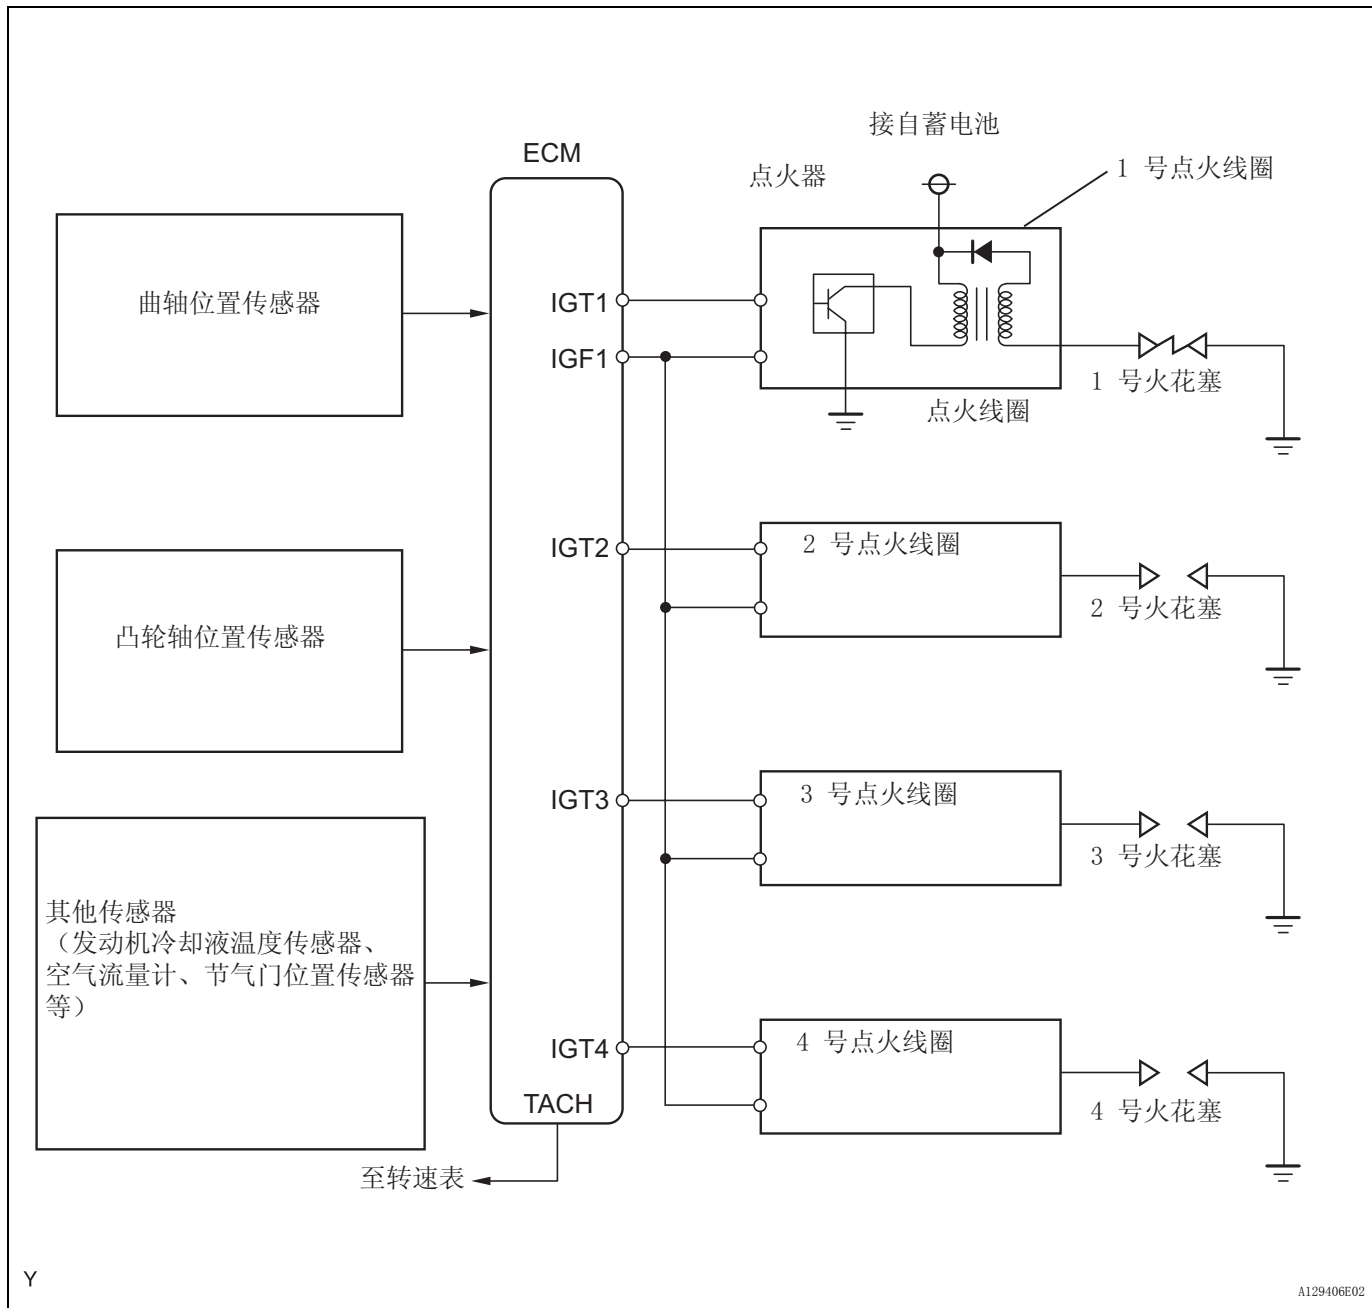 接自蓄电池
ECM
点火器
1 号点火线圈
曲轴位置传感器
IGT1
IGF1
1 号火花塞
点火线圈
IGT2
2 号点火线圈
2 号火花塞
凸轮轴位置传感器
IGT3
3 号点火线圈
3 号火花塞
其他传感器
（发动机冷却液温度传感器、
空气流量计、节气门位置传感器
等）
IGT4
4 号点火线圈
TACH
4 号火花塞
至转速表
Y
A129406E02